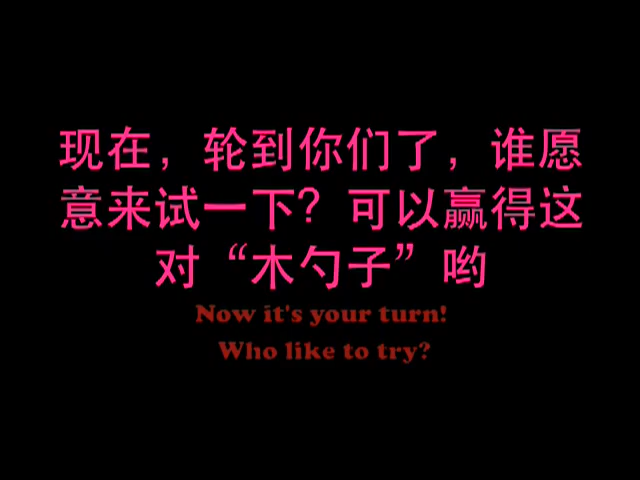 现在，轮到你们了，谁愿
意来试一下？可以赢得这
对“木勺子”哟
Now it's your turn!
Who like to try?